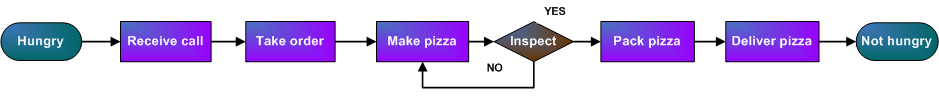 YES
Hungry
Receive call
Take order
Make pizza
Inspect
Pack pizza
Deliver pizza
Not hungry
NO